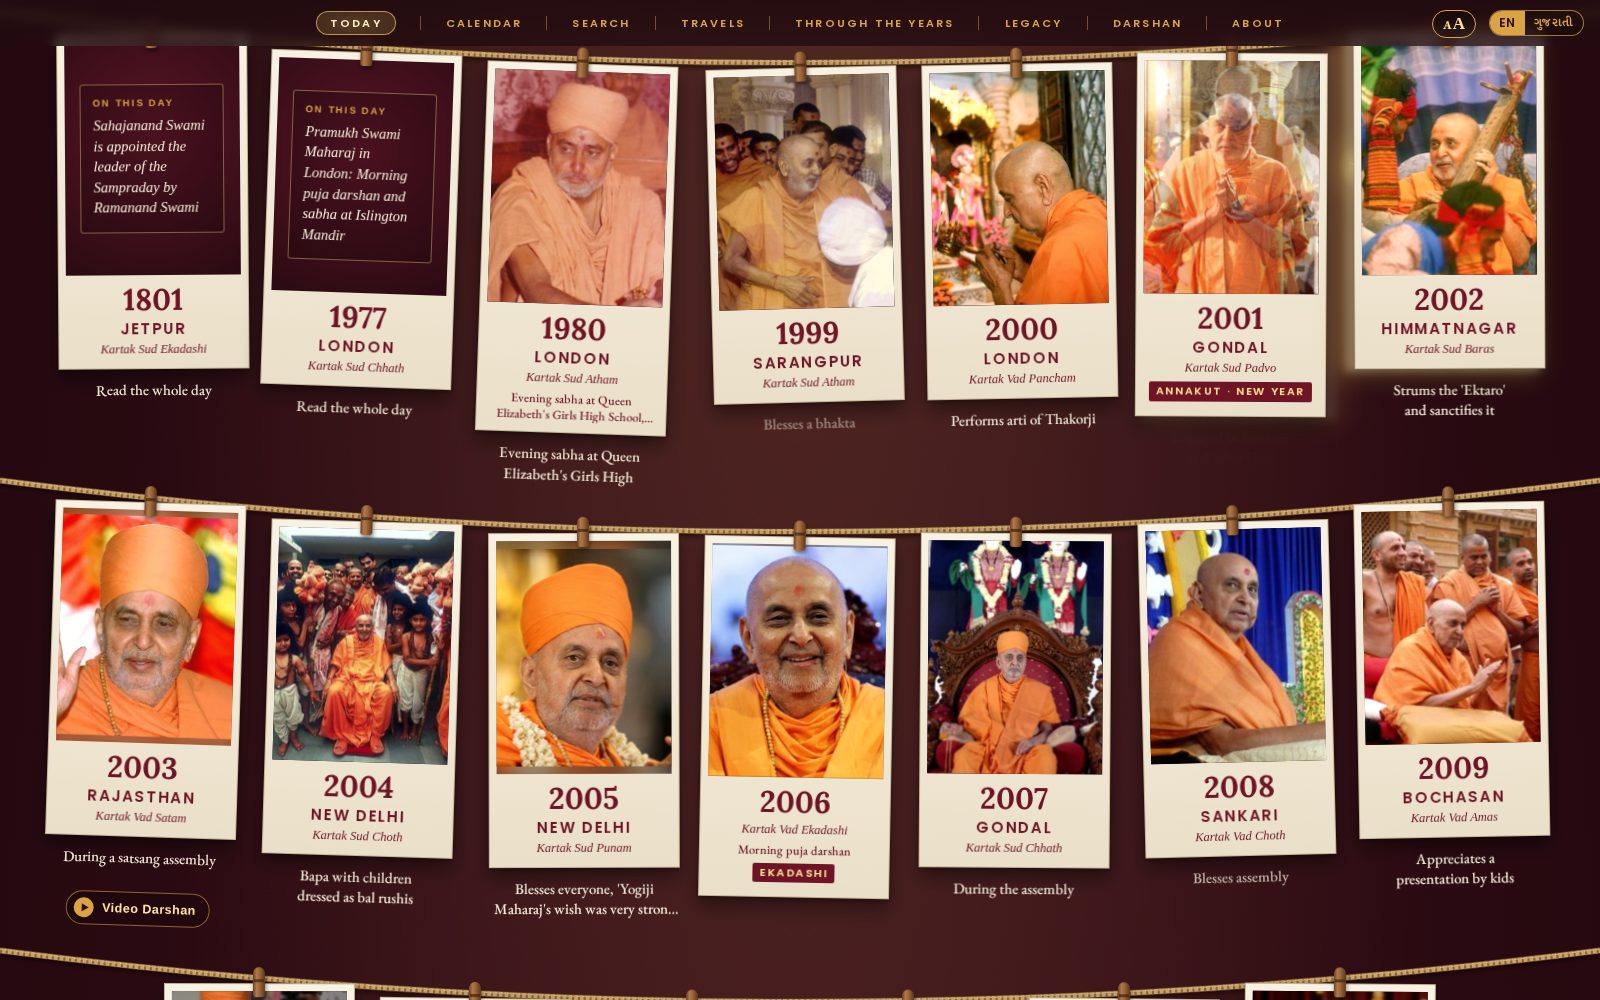 TODAY
CALENDAR
SEARCH
TRAVELS
THROUGH THE YEARS
LEGACY
DARSHAN
ABOUT
AA
EN
ગુજરાતી
ON THIS DAY
Sahajanand Swami
is appointed the
leader of the
Sampraday by
Ramanand Swami
1801
JETPUR
Kartak Sud Ekadashi
Read the whole day
ON THIS DAY
Pramukh Swami
Maharaj in
London: Morning
puja darshan and
sabha at Islington
Mandir
1977
LONDON
Kartak Sud Chhath
Read the whole day
1980
LONDON
Kartak Sud Atham
Evening sabha at Queen
Elizabeth's Girls High School,...
Evening sabha at Queen
Elizabeth's Girls High
1999
SARANGPUR
Kartak Sud Atham
Blesses a bhakta
2000
LONDON
Kartak Vad Pancham
Performs arti of Thakorji
2001
GONDAL
Kartak Sud Padvo
ANNAKUT · NEW YEAR
2002
HIMMATNAGAR
Kartak Sud Baras
Strums the 'Ektaro'
and sanctifies it
2003
RAJASTHAN
Kartak Vad Satam
During a satsang assembly
Video Darshan
2004
NEW DELHI
Kartak Sud Choth
Bapa with children
dressed as bal rushis
2005
NEW DELHI
Kartak Sud Punam
Blesses everyone, 'Yogiji
Maharaj's wish was very stron...
2006
Kartak Vad Ekadashi
Morning puja darshan
EKADASHI
2007
GONDAL
Kartak Sud Chhath
During the assembly
2008
SANKARI
Kartak Vad Choth
Blesses assembly
2009
BOCHASAN
Kartak Vad Amas
Appreciates a
presentation by kids